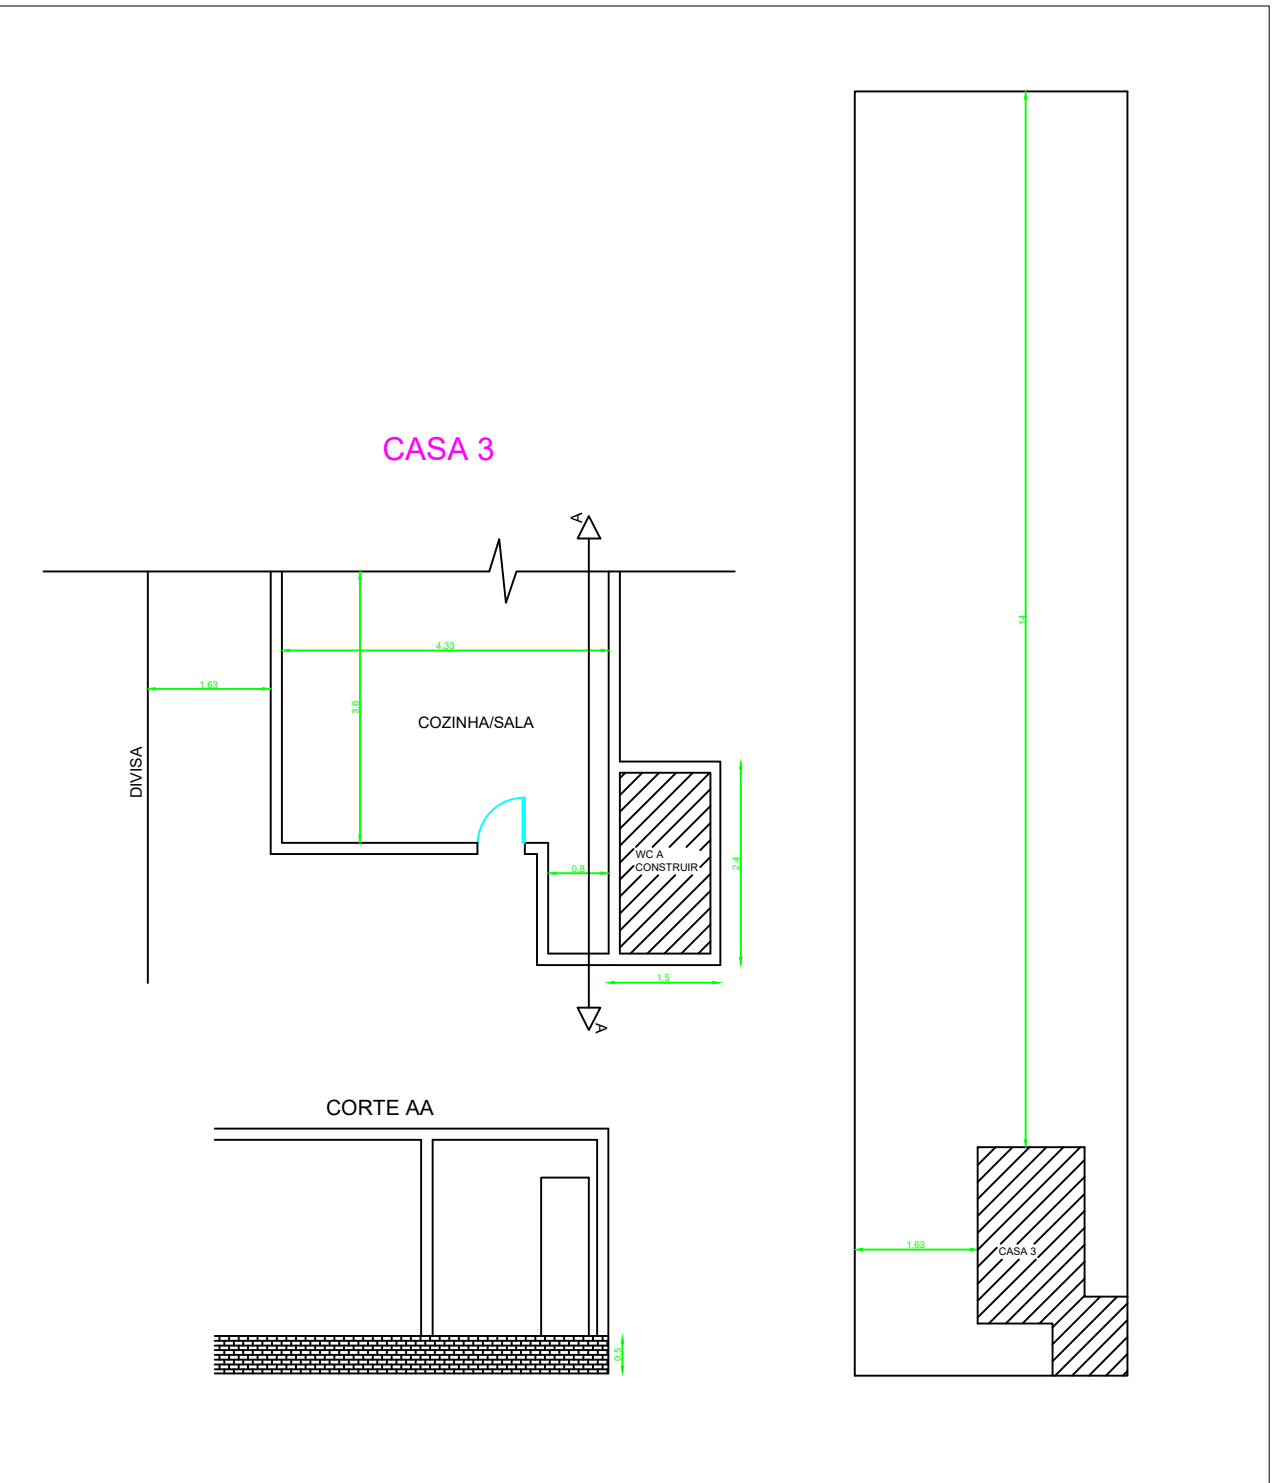 14
CASA 3
A
4.33
1.63
3.6
COZINHA/SALA
DIVISA
WC A
CONSTRUIR
0.8
2.4
1.5
A
CORTE AA
0.5
1.63
CASA 3